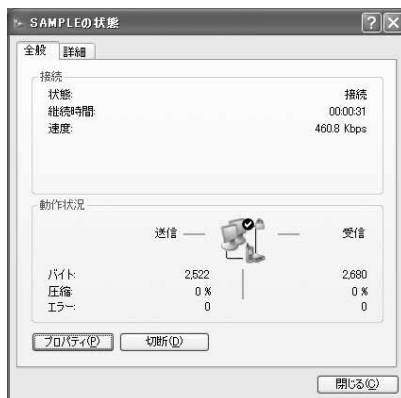 SAMPLEの状態
全般 詳細
接続
状態: 接続
継続時間: 00:00:31
速度: 460.8 Kbps
動作状況
送信 — — 受信
バイト: 2,522 2,680
圧縮: 0 % 0 %
エラー: 0 0
プロパティ(P) 切断(D)
閉じる(C)